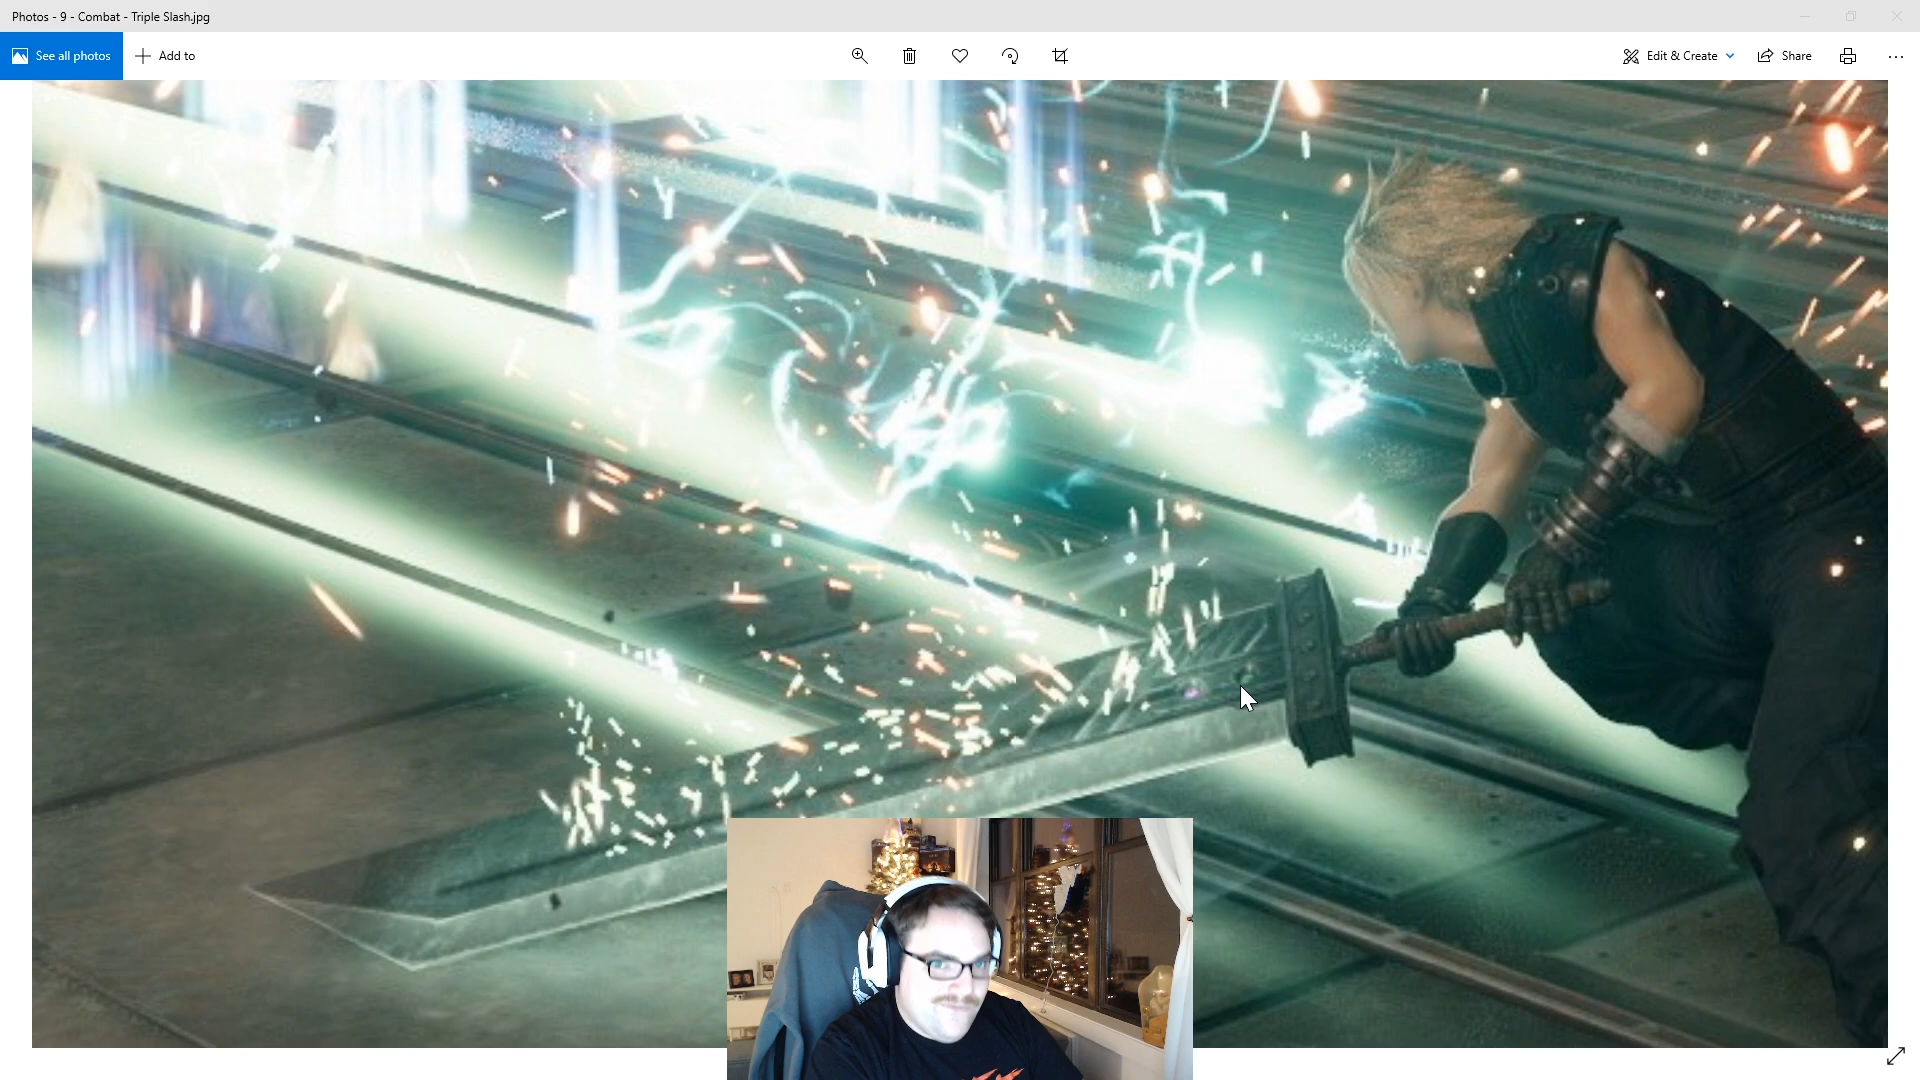 Photos - 9 - Combat - Triple Slash.jpg
See all photos
Add to
Edit & Create
Share